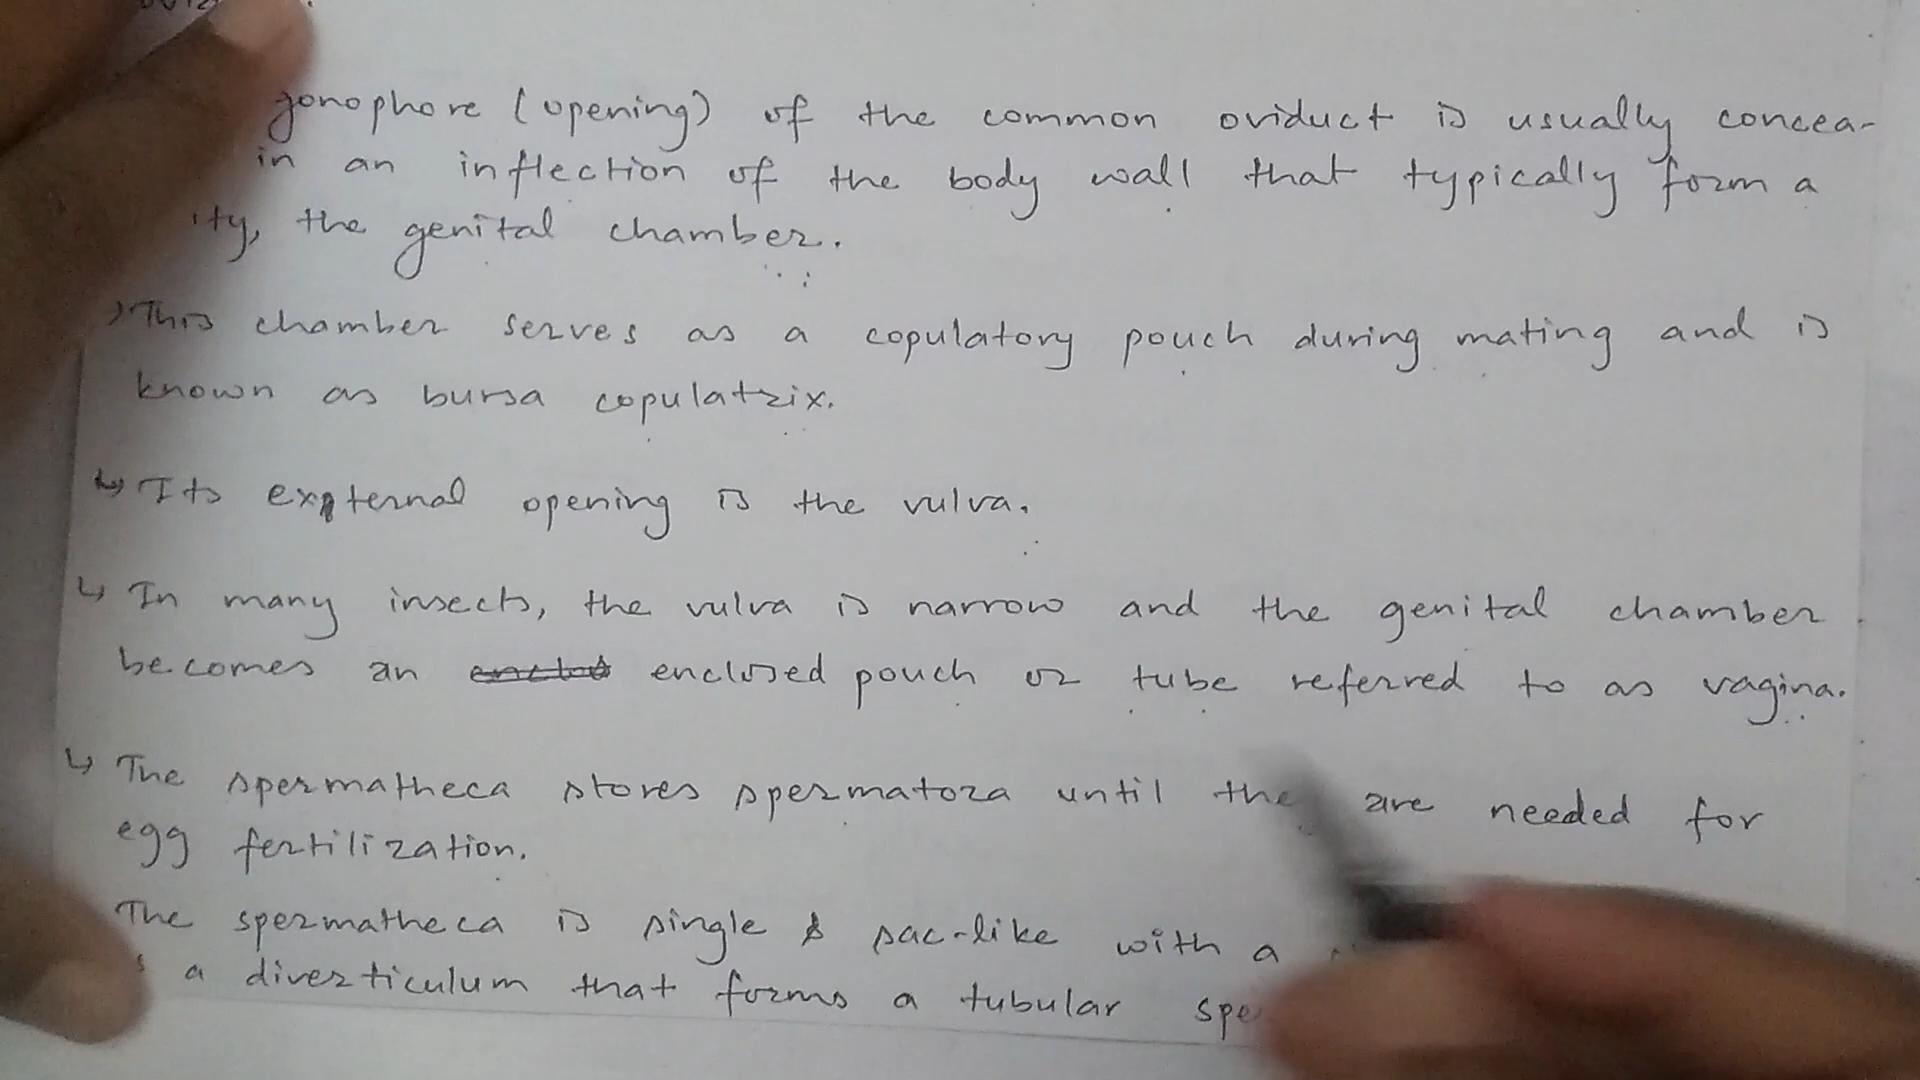 gonophore (opening) of the common oviduct is usually concea-
in an inflection of the body wall that typically form a
ity, the genital chamber.
This chamber serves as a copulatory pouch during mating and is
known as bursa copulatrix.
↳ Its external opening is the vulva.
↳ In many insects, the vulva is narrow and the genital chamber
becomes an enclosed pouch or tube referred to as vagina.
↳ The spermatheca stores spermatoza until the are needed for
egg fertilization.
The spermatheca is single & sac-like with a
a diverticulum that forms a tubular spe